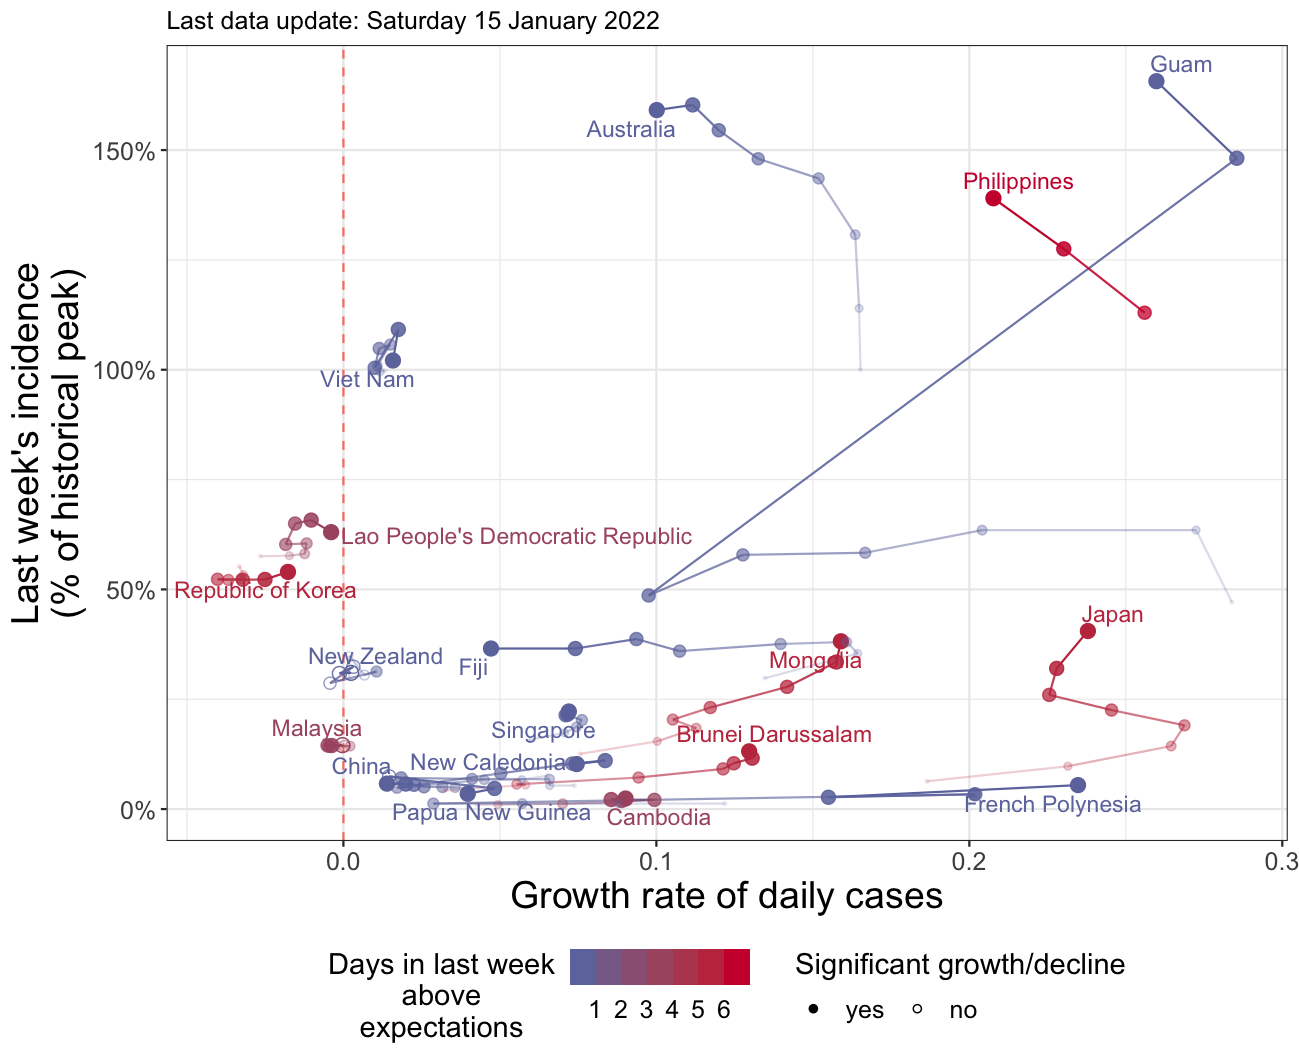 Last data update: Saturday 15 January 2022
Guam
Australia
150%
Philippines
100%
Viet Nam
Last week's incidence
(% of historical peak)
Lao People's Democratic Republic
50%
Republic of Korea
Japan
New Zealand
Fiji
Mongolia
Malaysia
Singapore
Brunei Darussalam
China
New Caledonia
0%
Papua New Guinea
Cambodia
French Polynesia
0.0
0.1
0.2
0.3
Growth rate of daily cases
Days in last week
above
expectations
1 2 3 4 5 6
Significant growth/decline
yes
no